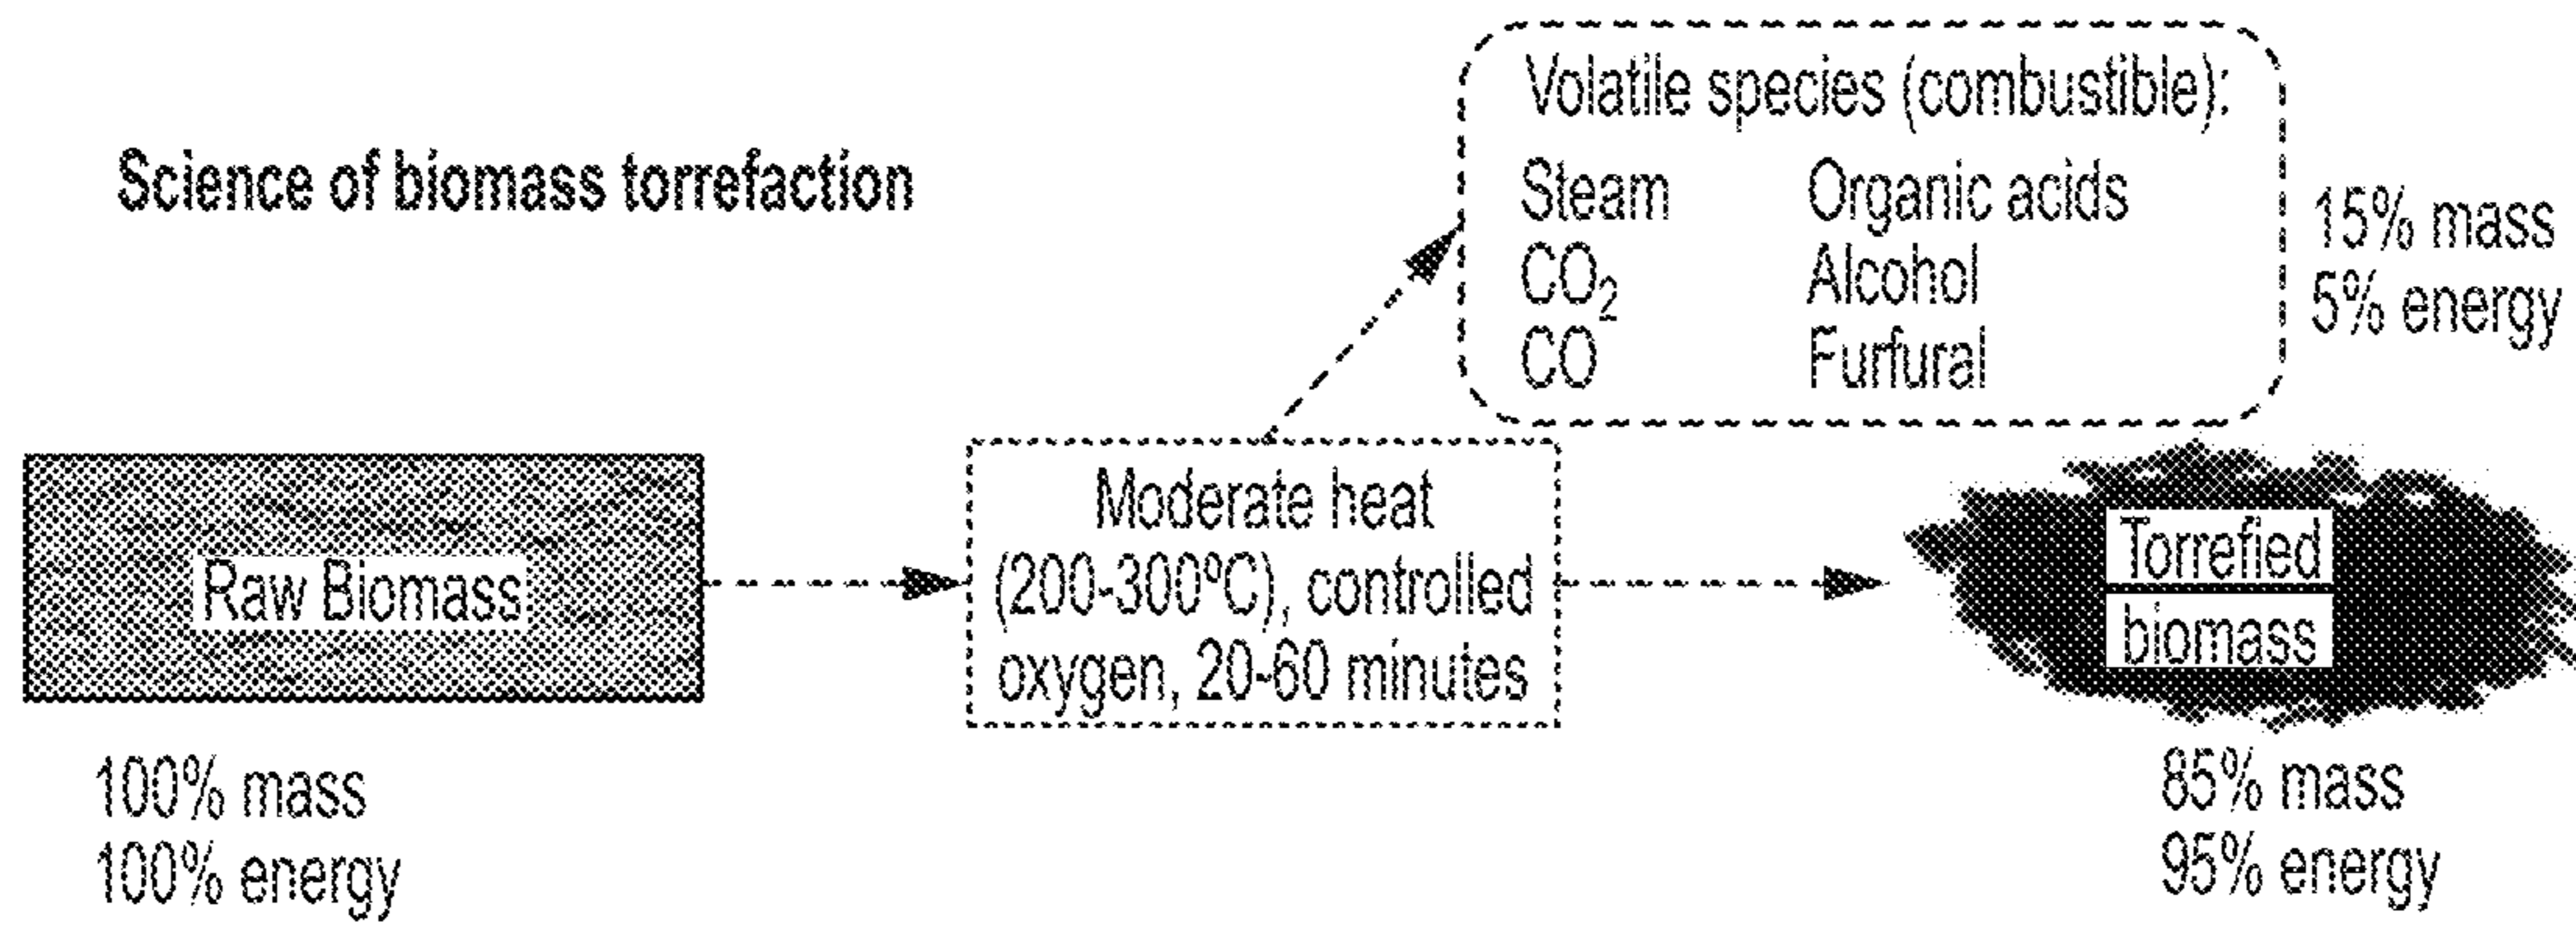 Science of biomass torrefaction
Volatile species (combustible):
Steam Organic acids
CO₂ Alcohol
CO Furfural
15% mass
5% energy
Raw Biomass
100% mass
100% energy
Moderate heat
(200-300ºC), controlled
oxygen, 20-60 minutes
Torrefied
biomass
85% mass
95% energy